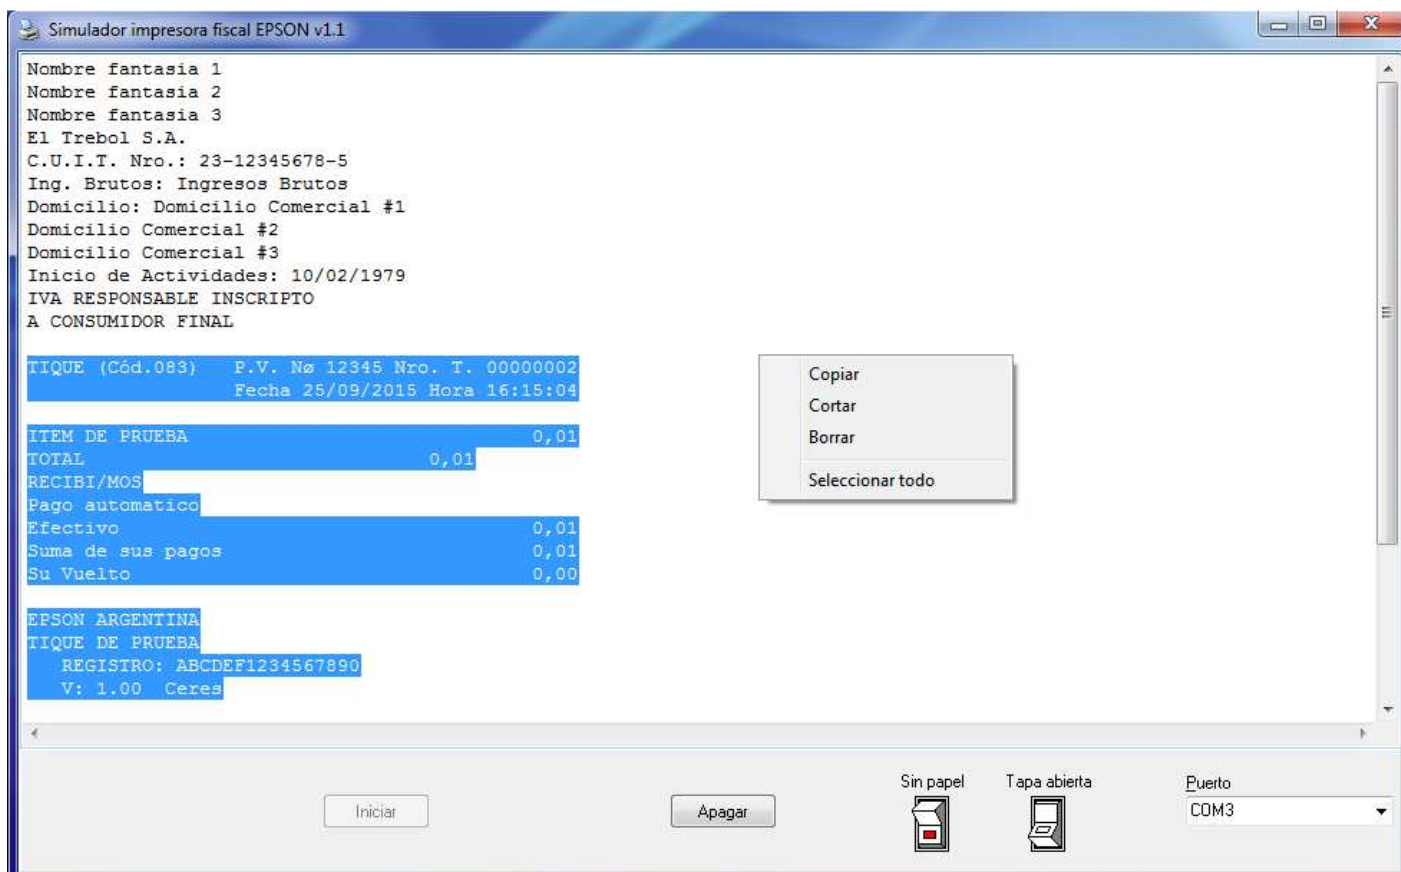 Simulador impresora fiscal EPSON v1.1
Nombre fantasia 1
Nombre fantasia 2
Nombre fantasia 3
El Trebol S.A.
C.U.I.T. Nro.: 23-12345678-5
Ing. Brutos: Ingresos Brutos
Domicilio: Domicilio Comercial #1
Domicilio Comercial #2
Domicilio Comercial #3
Inicio de Actividades: 10/02/1979
IVA RESPONSABLE INSCRIPTO
A CONSUMIDOR FINAL
TIQUE (Cód.083) P.V. Nø 12345 Nro. T. 00000002
Fecha 25/09/2015 Hora 16:15:04
ITEM DE PRUEBA 0,01
TOTAL 0,01
RECIBI/MOS
Pago automatico
Efectivo 0,01
Suma de sus pagos 0,01
Su Vuelto 0,00
EPSON ARGENTINA
TIQUE DE PRUEBA
REGISTRO: ABCDEF1234567890
V: 1.00 Ceres
Copiar
Cortar
Borrar
Seleccionar todo
Iniciar
Apagar
Sin papel
Tapa abierta
Puerto
COM3